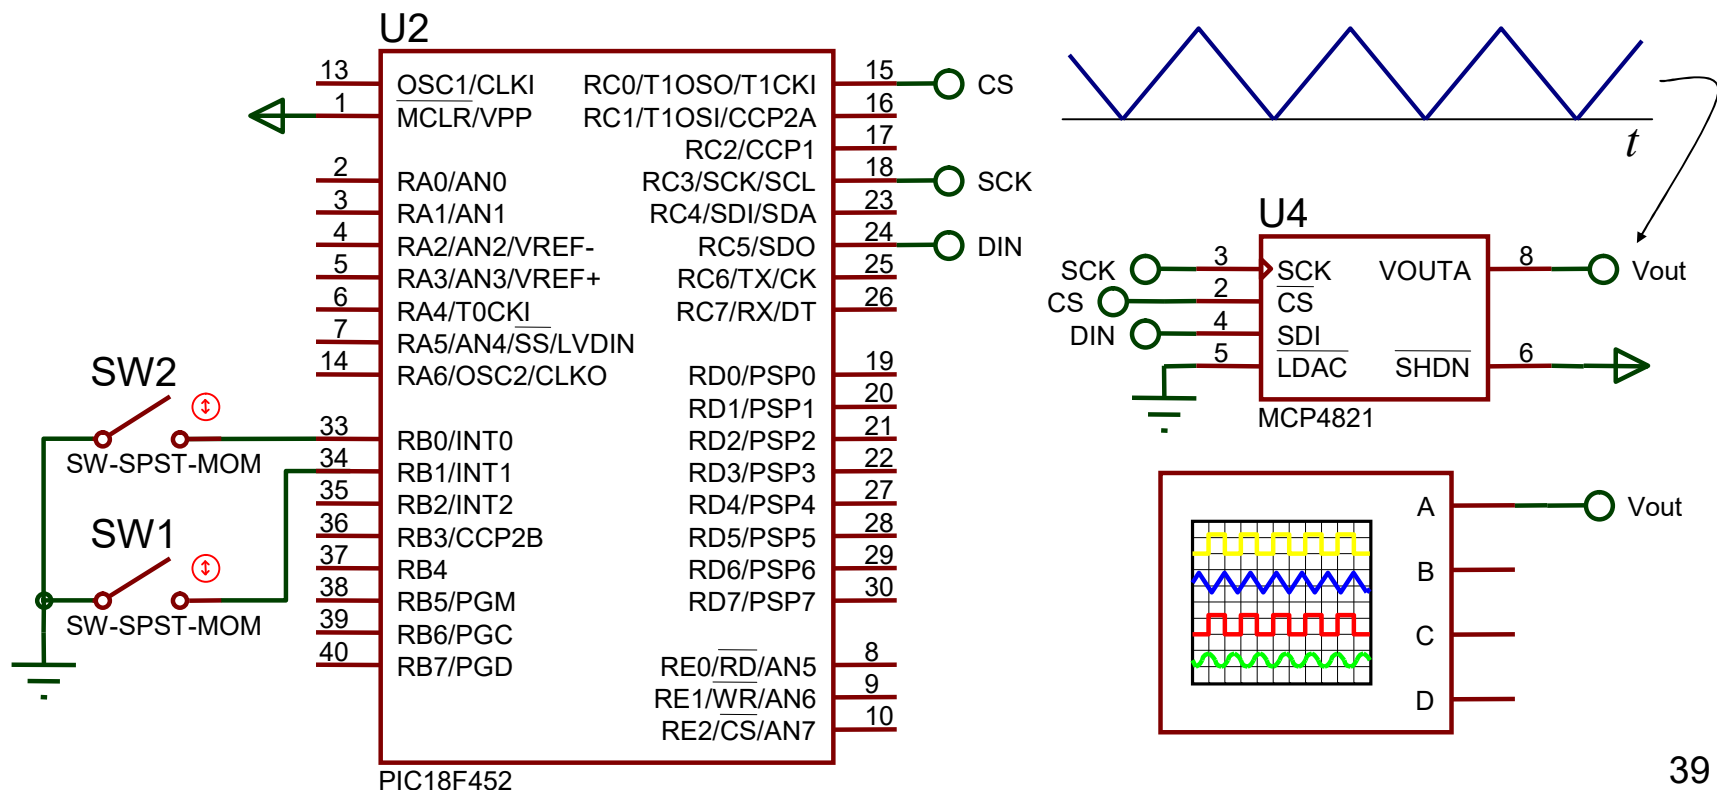 U2
13 OSC1/CLKI
1 MCLR/VPP
2 RA0/AN0
3 RA1/AN1
4 RA2/AN2/VREF-
5 RA3/AN3/VREF+
6 RA4/T0CKI
7 RA5/AN4/SS/LVDIN
14 RA6/OSC2/CLKO
33 RB0/INT0
34 RB1/INT1
35 RB2/INT2
36 RB3/CCP2B
37 RB4
38 RB5/PGM
39 RB6/PGC
40 RB7/PGD
RC0/T1OSO/T1CKI 15 CS
RC1/T1OSI/CCP2A 16
RC2/CCP1 17
RC3/SCK/SCL 18 SCK
RC4/SDI/SDA 23
RC5/SDO 24 DIN
RC6/TX/CK 25
RC7/RX/DT 26
RD0/PSP0 19
RD1/PSP1 20
RD2/PSP2 21
RD3/PSP3 22
RD4/PSP4 27
RD5/PSP5 28
RD6/PSP6 29
RD7/PSP7 30
RE0/RD/AN5 8
RE1/WR/AN6 9
RE2/CS/AN7 10
PIC18F452
SW2
SW-SPST-MOM
SW1
SW-SPST-MOM
t
U4
SCK 3 SCK VOUTA 8 Vout
CS 2 CS
DIN 4 SDI
5 LDAC SHDN 6
MCP4821
A Vout
B
C
D
39